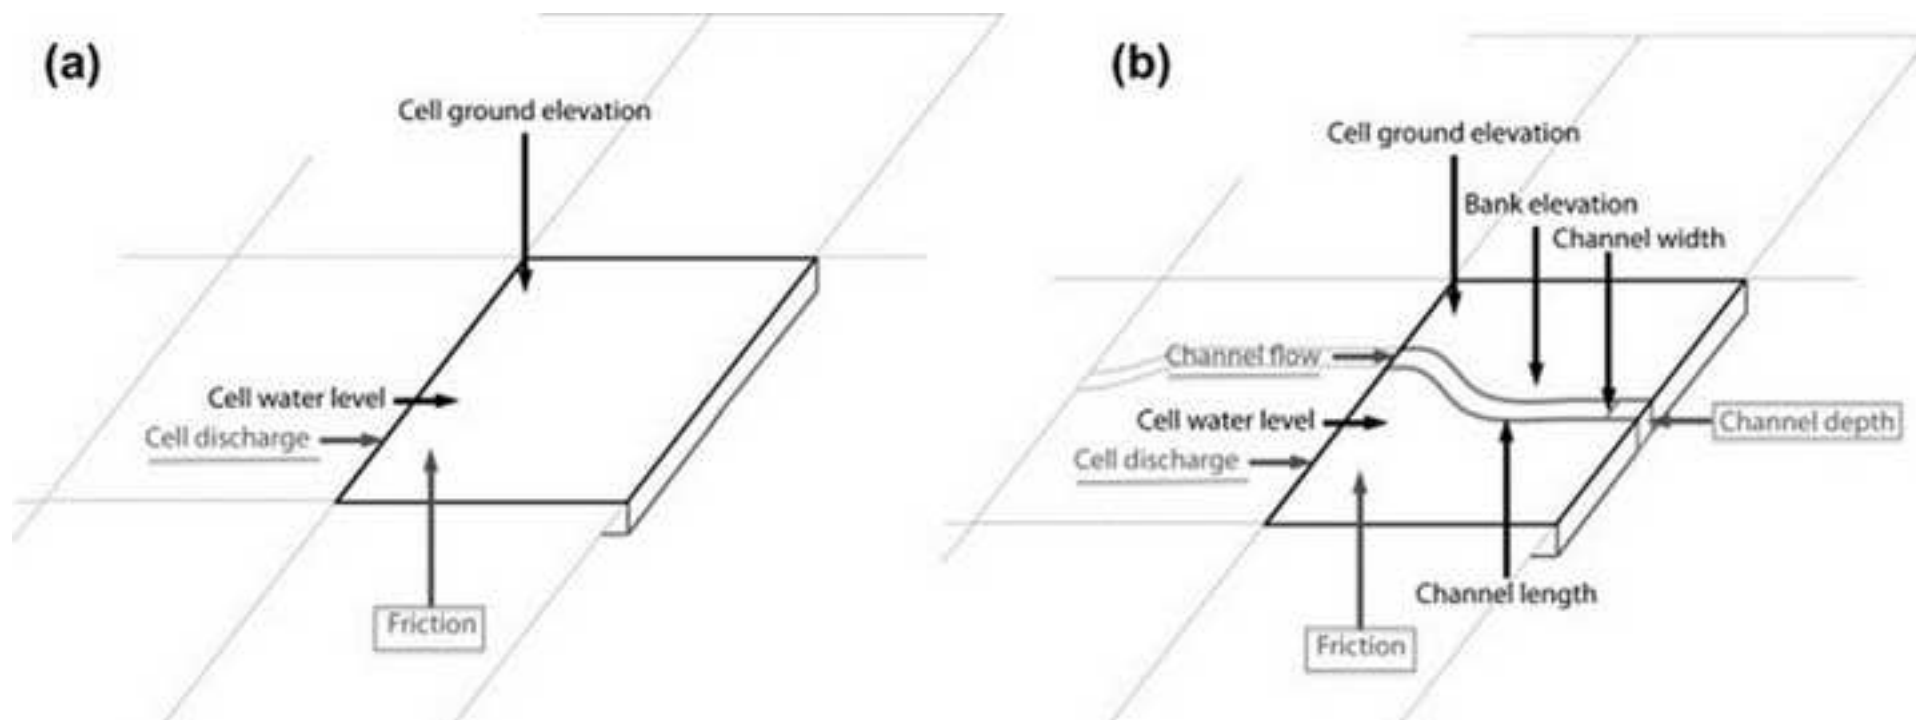 (a)
Cell ground elevation
Cell water level
Cell discharge
Friction
(b)
Cell ground elevation
Bank elevation
Channel width
Channel flow
Cell water level
Channel depth
Cell discharge
Channel length
Friction